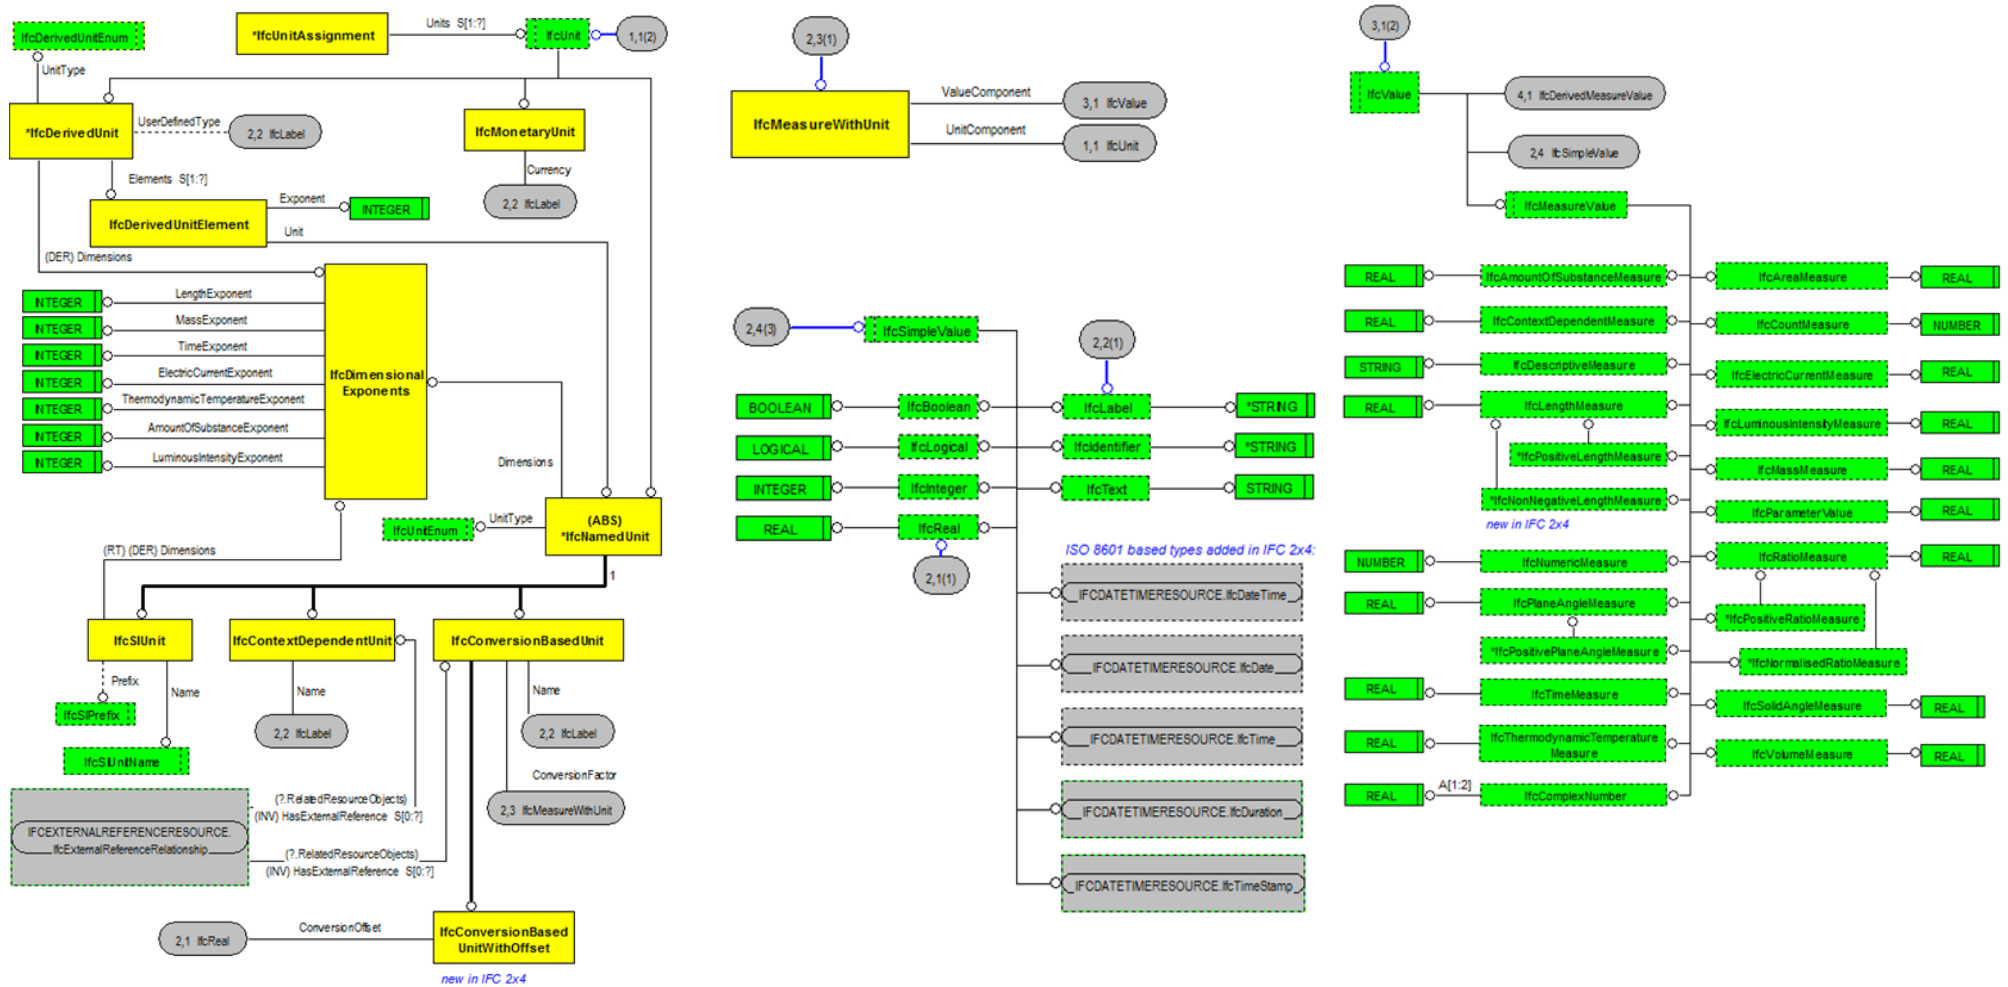 IfcDerivedUnitEnum
*IfcUnitAssignment
Units S[1:?]
IfcUnit
1,1(2)
UnitType
*IfcDerivedUnit
UserDefinedType
2,2 IfcLabel
IfcMonetaryUnit
Currency
2,2 IfcLabel
Elements S[1:?]
IfcDerivedUnitElement
Exponent
INTEGER
Unit
(DER) Dimensions
INTEGER
LengthExponent
INTEGER
MassExponent
INTEGER
TimeExponent
INTEGER
ElectricCurrentExponent
INTEGER
ThermodynamicTemperatureExponent
INTEGER
AmountOfSubstanceExponent
INTEGER
LuminousIntensityExponent
IfcDimensional
Exponents
Dimensions
IfcUnitEnum
UnitType
(ABS)
*IfcNamedUnit
(RT) (DER) Dimensions
1
IfcSIUnit
IfcContextDependentUnit
IfcConversionBasedUnit
Prefix
Name
Name
Name
IfcSIPrefix
2,2 IfcLabel
2,2 IfcLabel
IfcSIUnitName
ConversionFactor
2,3 IfcMeasureWithUnit
IFCEXTERNALREFERENCERESOURCE.
IfcExternalReferenceRelationship
(?.RelatedResourceObjects)
(INV) HasExternalReference S[0:?]
(?.RelatedResourceObjects)
(INV) HasExternalReference S[0:?]
2,1 IfcReal
ConversionOffset
IfcConversionBased
UnitWithOffset
new in IFC 2x4
2,3(1)
IfcMeasureWithUnit
ValueComponent
3,1 IfcValue
UnitComponent
1,1 IfcUnit
2,4(3)
IfcSimpleValue
2,2(1)
BOOLEAN
IfcBoolean
IfcLabel
*STRING
LOGICAL
IfcLogical
IfcIdentifier
*STRING
INTEGER
IfcInteger
IfcText
STRING
REAL
IfcReal
2,1(1)
ISO 8601 based types added in IFC 2x4:
IFCDATETIMERESOURCE.IfcDateTime
IFCDATETIMERESOURCE.IfcDate
IFCDATETIMERESOURCE.IfcTime
IFCDATETIMERESOURCE.IfcDuration
IFCDATETIMERESOURCE.IfcTimeStamp
3,1(2)
IfcValue
4,1 IfcDerivedMeasureValue
2,4 IfcSimpleValue
IfcMeasureValue
REAL
IfcAmountOfSubstanceMeasure
IfcAreaMeasure
REAL
REAL
IfcContextDependentMeasure
IfcCountMeasure
NUMBER
STRING
IfcDescriptiveMeasure
IfcElectricCurrentMeasure
REAL
REAL
IfcLengthMeasure
IfcLuminousIntensityMeasure
REAL
*IfcPositiveLengthMeasure
IfcMassMeasure
REAL
*IfcNonNegativeLengthMeasure
new in IFC 2x4
IfcParameterValue
REAL
NUMBER
IfcNumericMeasure
IfcRatioMeasure
REAL
REAL
IfcPlaneAngleMeasure
*IfcPositiveRatioMeasure
*IfcPositivePlaneAngleMeasure
*IfcNormalisedRatioMeasure
REAL
IfcTimeMeasure
IfcSolidAngleMeasure
REAL
REAL
IfcThermodynamicTemperature
Measure
IfcVolumeMeasure
REAL
REAL
A[1:2]
IfcComplexNumber